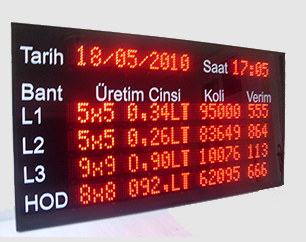 Tarih 18/05/2010 Saat 17:05
Bant Üretim Cinsi Koli Verim
L1 5x5 0.34LT 95000 555
L2 5x5 0.26LT 83649 864
L3 9x9 0.90LT 10076 113
HOD 8x8 092.LT 62095 666